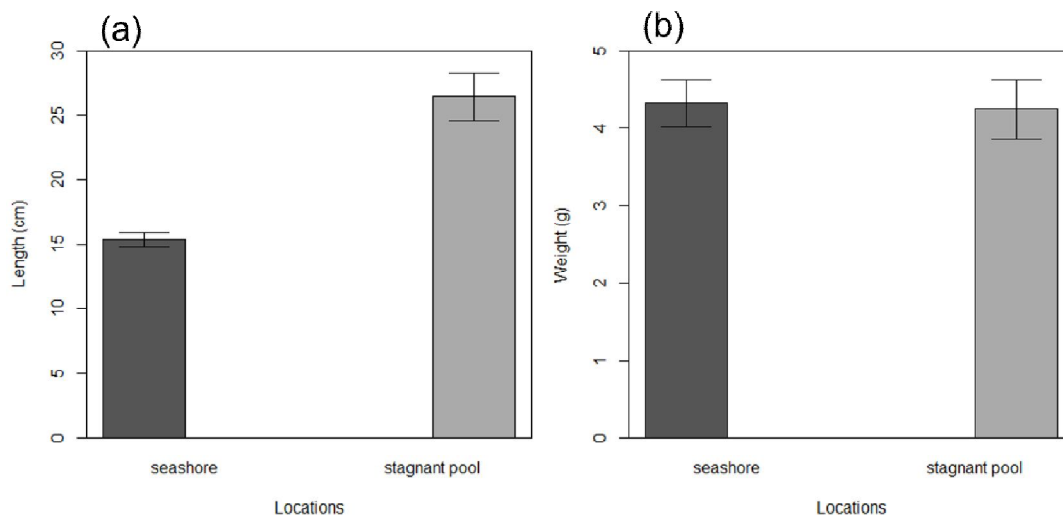 (a)
30
25
20
15
10
5
0
Length (cm)
seashore
stagnant pool
Locations
(b)
5
4
3
2
1
0
Weight (g)
seashore
stagnant pool
Locations